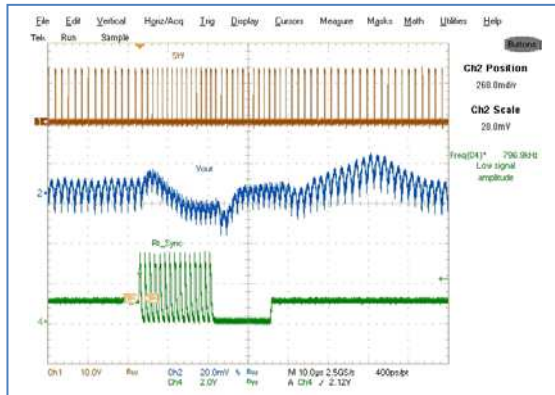 File Edit Vertical Horiz/Acq Trig Display Cursors Measure Masks Math Utilities Help
Tek Run Sample
Buttons
SW
Ch2 Position
260.0mdiv
Ch2 Scale
20.0mV
Freq(C4)* 796.9kHz
Low signal
amplitude
Vout
2
Rt_Sync
4
Ch1 10.0V Ch2 20.0mV M 10.0µs 2.5GS/s 400ps/pt
Ch4 2.0V A Ch4 2.12V